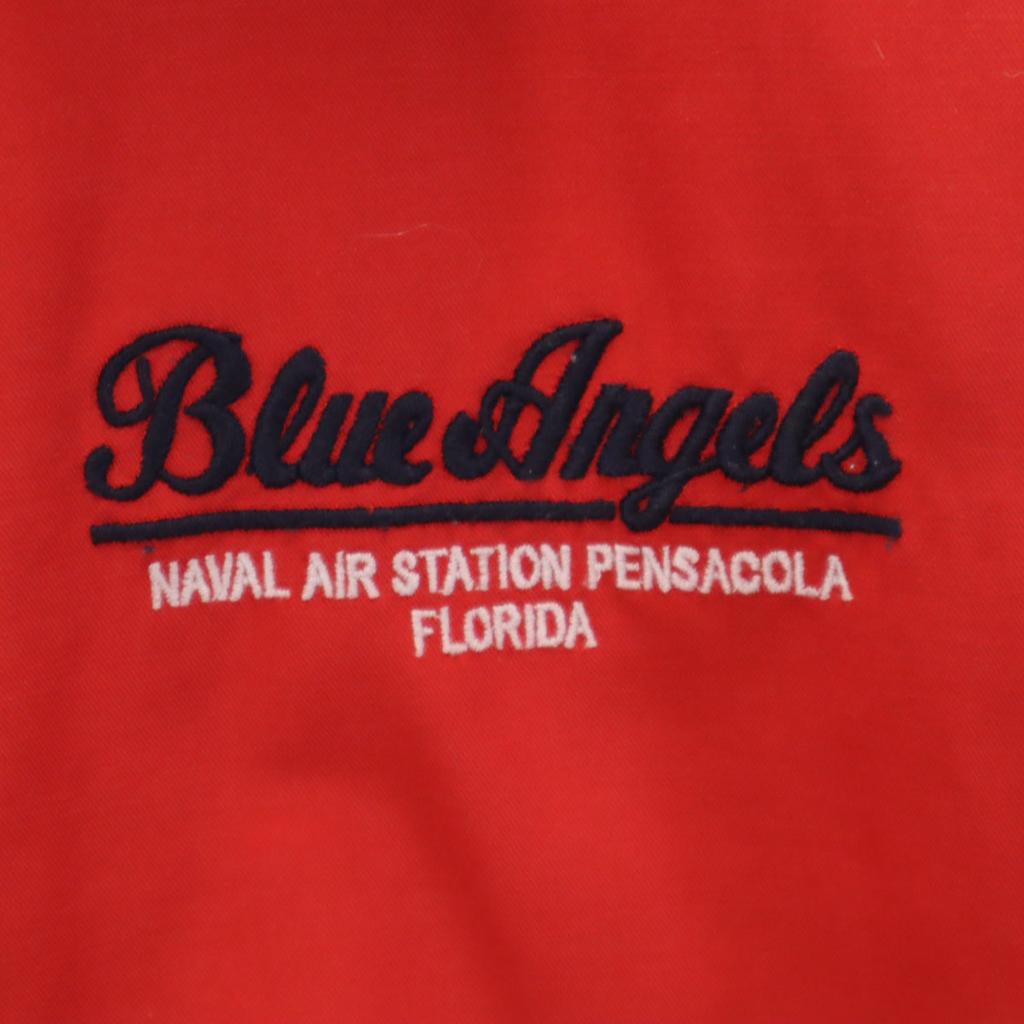 Blue Angels
NAVAL AIR STATION PENSACOLA
FLORIDA